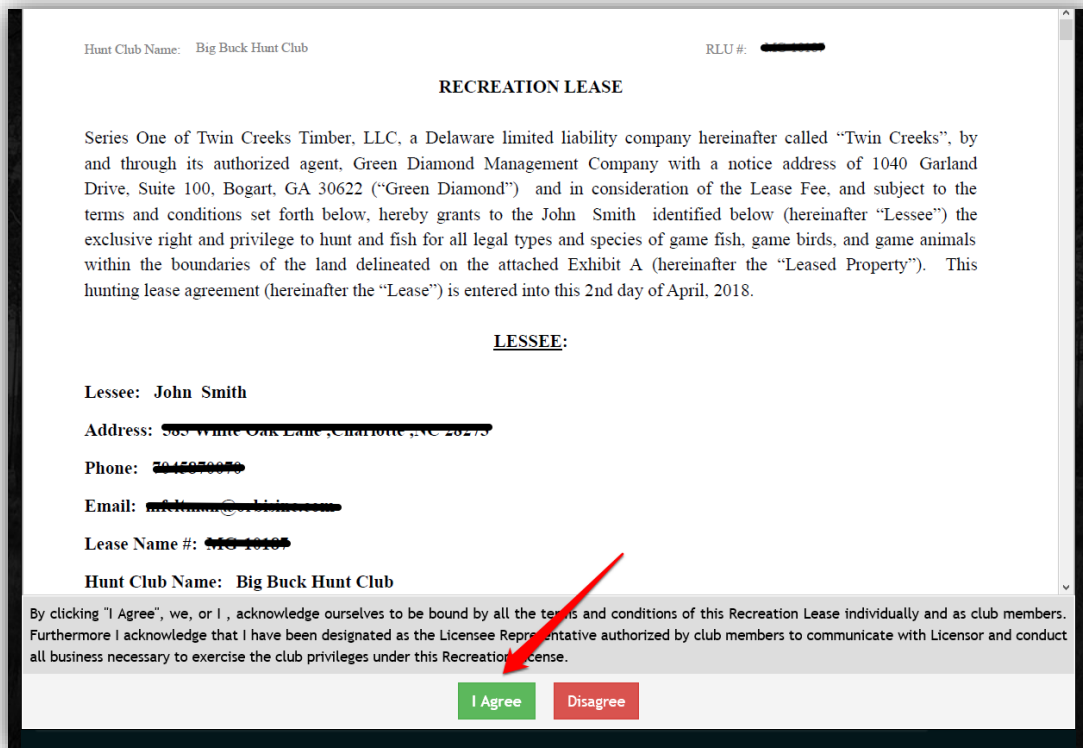 Hunt Club Name: Big Buck Hunt Club RLU #:
RECREATION LEASE
Series One of Twin Creeks Timber, LLC, a Delaware limited liability company hereinafter called “Twin Creeks”, by
and through its authorized agent, Green Diamond Management Company with a notice address of 1040 Garland
Drive, Suite 100, Bogart, GA 30622 (“Green Diamond”) and in consideration of the Lease Fee, and subject to the
terms and conditions set forth below, hereby grants to the John Smith identified below (hereinafter “Lessee”) the
exclusive right and privilege to hunt and fish for all legal types and species of game fish, game birds, and game animals
within the boundaries of the land delineated on the attached Exhibit A (hereinafter the “Leased Property”). This
hunting lease agreement (hereinafter the “Lease”) is entered into this 2nd day of April, 2018.
LESSEE:
Lessee: John Smith
Address:
Phone:
Email:
Lease Name #:
Hunt Club Name: Big Buck Hunt Club
By clicking "I Agree", we, or I , acknowledge ourselves to be bound by all the terms and conditions of this Recreation Lease individually and as club members.
Furthermore I acknowledge that I have been designated as the Licensee Representative authorized by club members to communicate with Licensor and conduct
all business necessary to exercise the club privileges under this Recreation License.
I Agree Disagree